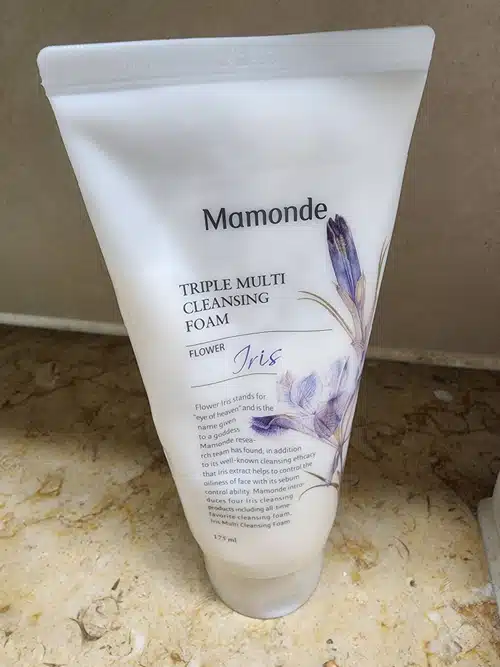 Mamonde
TRIPLE MULTI
CLEANSING
FOAM
FLOWER Iris
Flower Iris stands for
"eye of heaven" and is the
name given
to a goddess
Mamonde resea-
rch team has found, in addition
to its well-known cleansing efficacy
that iris extract helps to control the
oiliness of face with its sebum
control ability. Mamonde intro-
duces four Iris cleansing
products including all-time-
favorite cleansing foam,
Iris Multi Cleansing Foam
175 ml